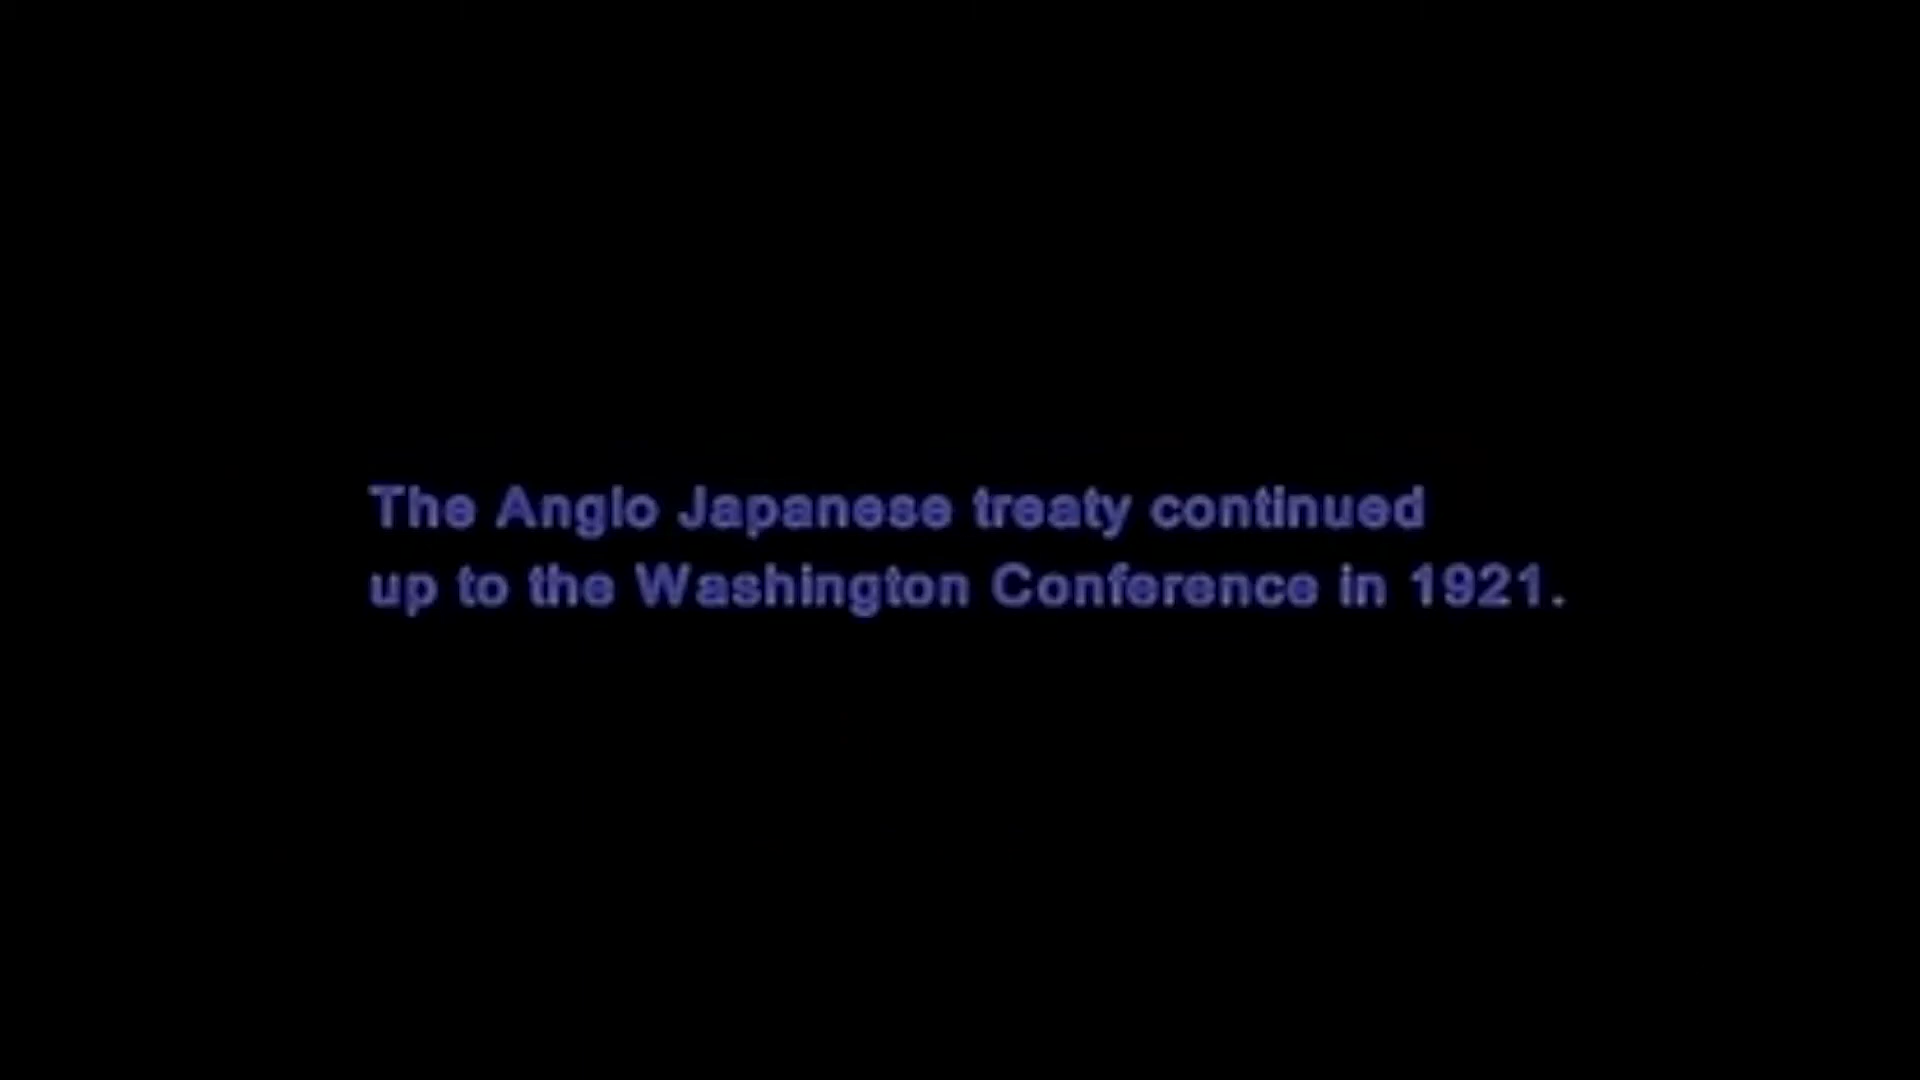 The Anglo Japanese treaty continued
up to the Washington Conference in 1921.